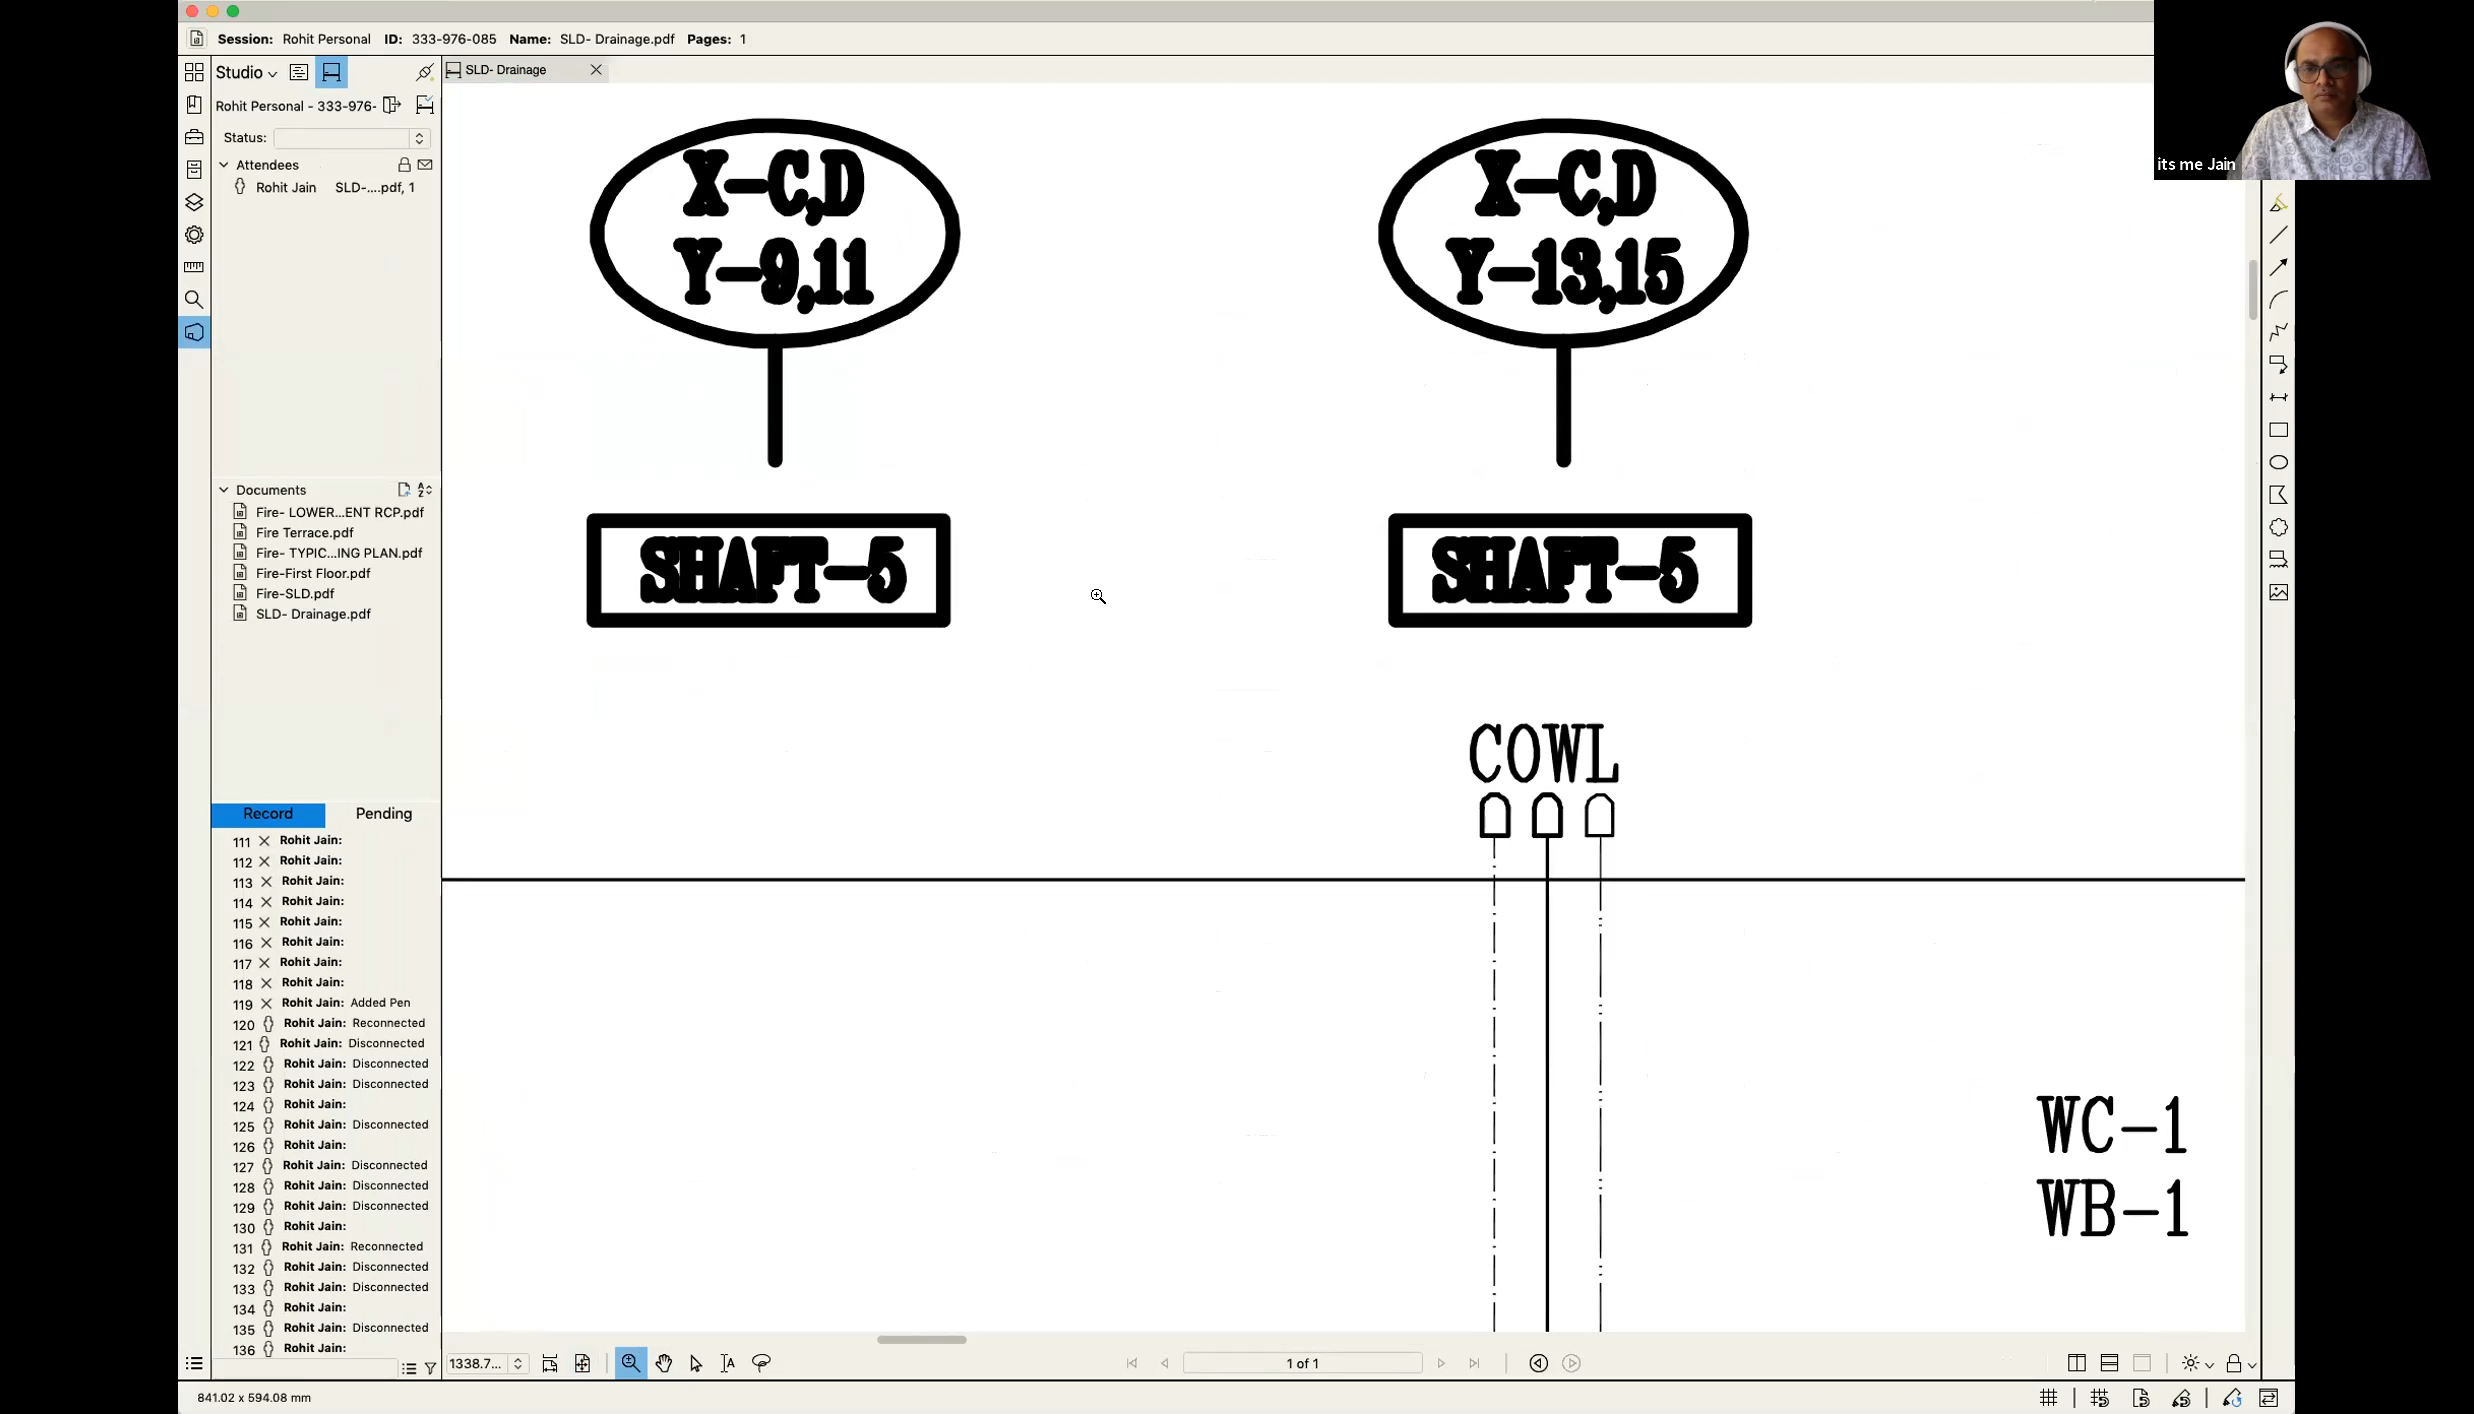 Session: Rohit Personal ID: 333-976-085 Name: SLD- Drainage.pdf Pages: 1
its me Jain
Studio
SLD- Drainage
Rohit Personal - 333-976-
Status:
Attendees
Rohit Jain SLD-....pdf, 1
Documents
Fire- LOWER...ENT RCP.pdf
Fire Terrace.pdf
Fire- TYPIC...ING PLAN.pdf
Fire-First Floor.pdf
Fire-SLD.pdf
SLD- Drainage.pdf
Record Pending
111 Rohit Jain:
112 Rohit Jain:
113 Rohit Jain:
114 Rohit Jain:
115 Rohit Jain:
116 Rohit Jain:
117 Rohit Jain:
118 Rohit Jain:
119 Rohit Jain: Added Pen
120 Rohit Jain: Reconnected
121 Rohit Jain: Disconnected
122 Rohit Jain: Disconnected
123 Rohit Jain: Disconnected
124 Rohit Jain:
125 Rohit Jain: Disconnected
126 Rohit Jain:
127 Rohit Jain: Disconnected
128 Rohit Jain: Disconnected
129 Rohit Jain: Disconnected
130 Rohit Jain:
131 Rohit Jain: Reconnected
132 Rohit Jain: Disconnected
133 Rohit Jain: Disconnected
134 Rohit Jain:
135 Rohit Jain: Disconnected
136 Rohit Jain:
X-C,D
Y-9,11
SHAFT-5
X-C,D
Y-13,15
SHAFT-5
COWL
WC-1
WB-1
1338.7...
1 of 1
841.02 x 594.08 mm